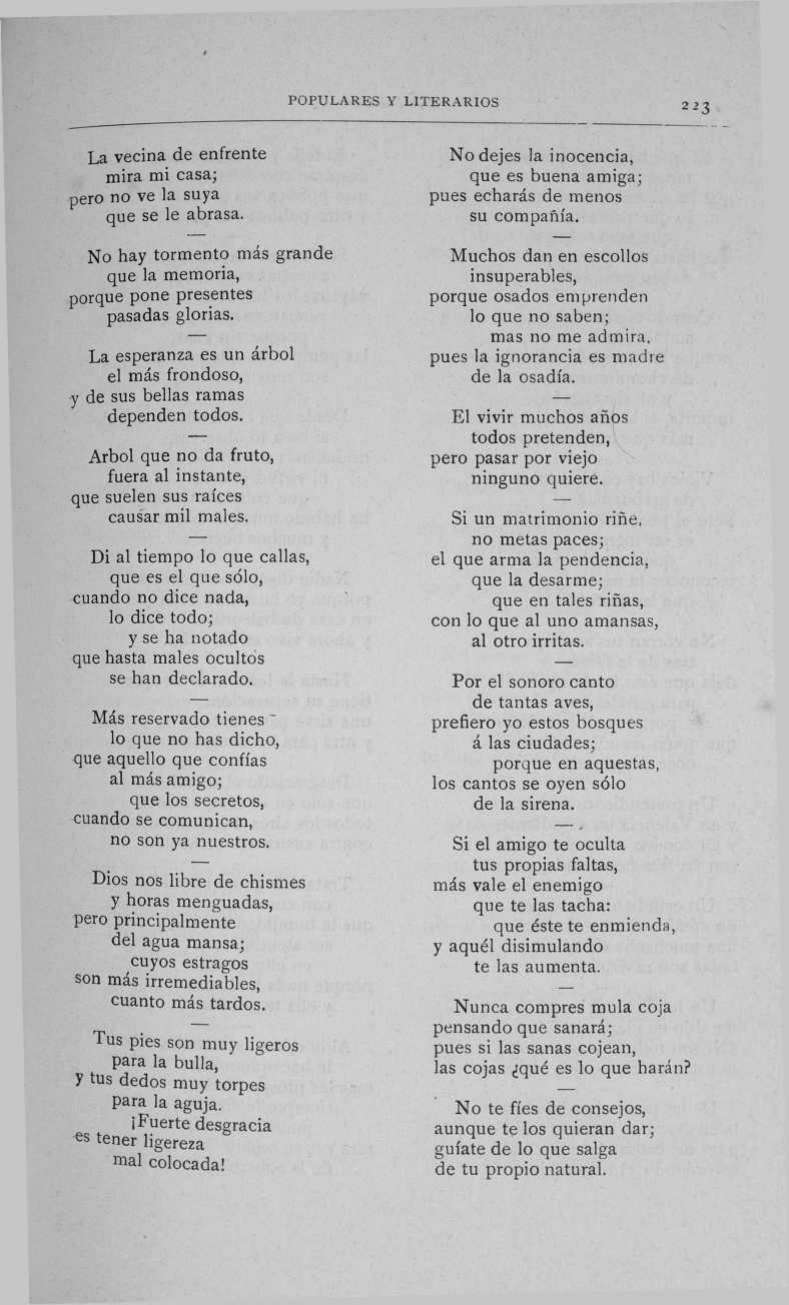 POPULARES Y LITERARIOS
223
La vecina de enfrente
mira mi casa;
pero no ve la suya
que se le abrasa.
—
No hay tormento más grande
que la memoria,
porque pone presentes
pasadas glorias.
—
La esperanza es un árbol
el más frondoso,
y de sus bellas ramas
dependen todos.
—
Arbol que no da fruto,
fuera al instante,
que suelen sus raíces
causar mil males.
—
Di al tiempo lo que callas,
que es el que sólo,
cuando no dice nada,
lo dice todo;
y se ha notado
que hasta males ocultos
se han declarado.
—
Más reservado tienes
lo que no has dicho,
que aquello que confías
al más amigo;
que los secretos,
cuando se comunican,
no son ya nuestros.
—
Dios nos libre de chismes
y horas menguadas,
pero principalmente
del agua mansa;
cuyos estragos
son más irremediables,
cuanto más tardos.
—
Tus pies son muy ligeros
para la bulla,
y tus dedos muy torpes
para la aguja.
¡Fuerte desgracia
es tener ligereza
mal colocada!
No dejes la inocencia,
que es buena amiga;
pues echarás de menos
su compañía.
—
Muchos dan en escollos
insuperables,
porque osados emprenden
lo que no saben;
mas no me admira,
pues la ignorancia es madre
de la osadía.
—
El vivir muchos años
todos pretenden,
pero pasar por viejo
ninguno quiere.
—
Si un matrimonio riñe,
no metas paces;
el que arma la pendencia,
que la desarme;
que en tales riñas,
con lo que al uno amansas,
al otro irritas.
—
Por el sonoro canto
de tantas aves,
prefiero yo estos bosques
á las ciudades;
porque en aquestas,
los cantos se oyen sólo
de la sirena.
—
Si el amigo te oculta
tus propias faltas,
más vale el enemigo
que te las tacha:
que éste te enmienda,
y aquél disimulando
te las aumenta.
—
Nunca compres mula coja
pensando que sanará;
pues si las sanas cojean,
las cojas ¿qué es lo que harán?
—
No te fíes de consejos,
aunque te los quieran dar;
guíate de lo que salga
de tu propio natural.